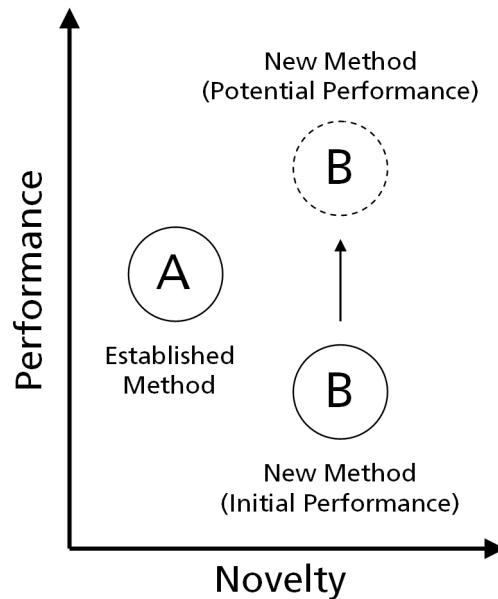 New Method
(Potential Performance)
B
A
Established
Method
B
New Method
(Initial Performance)
Performance
Novelty